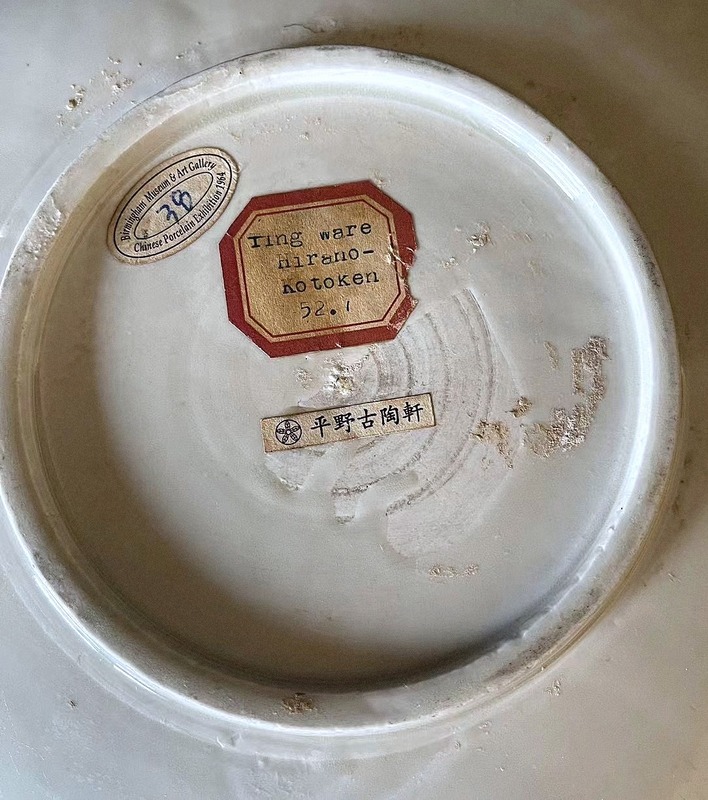 Birmingham Museum & Art Gallery
38
Chinese Porcelain Exhibition 1964
Ting ware
Hirano-
Kotoken
52.1
平野古陶軒